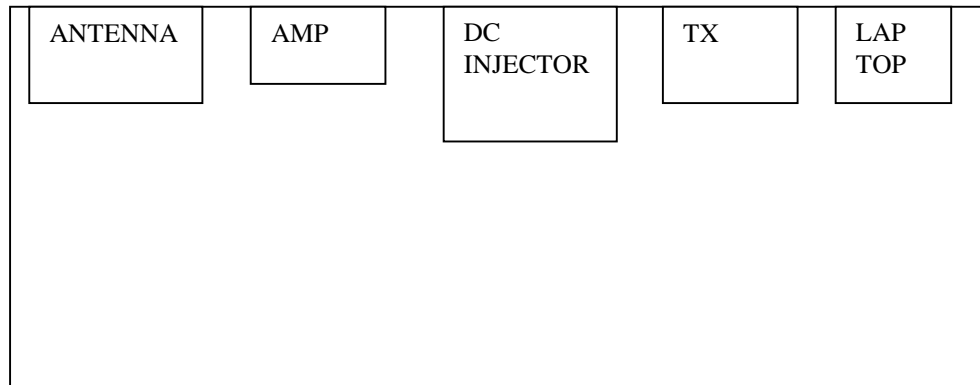 ANTENNA
AMP
DC
INJECTOR
TX
LAP
TOP